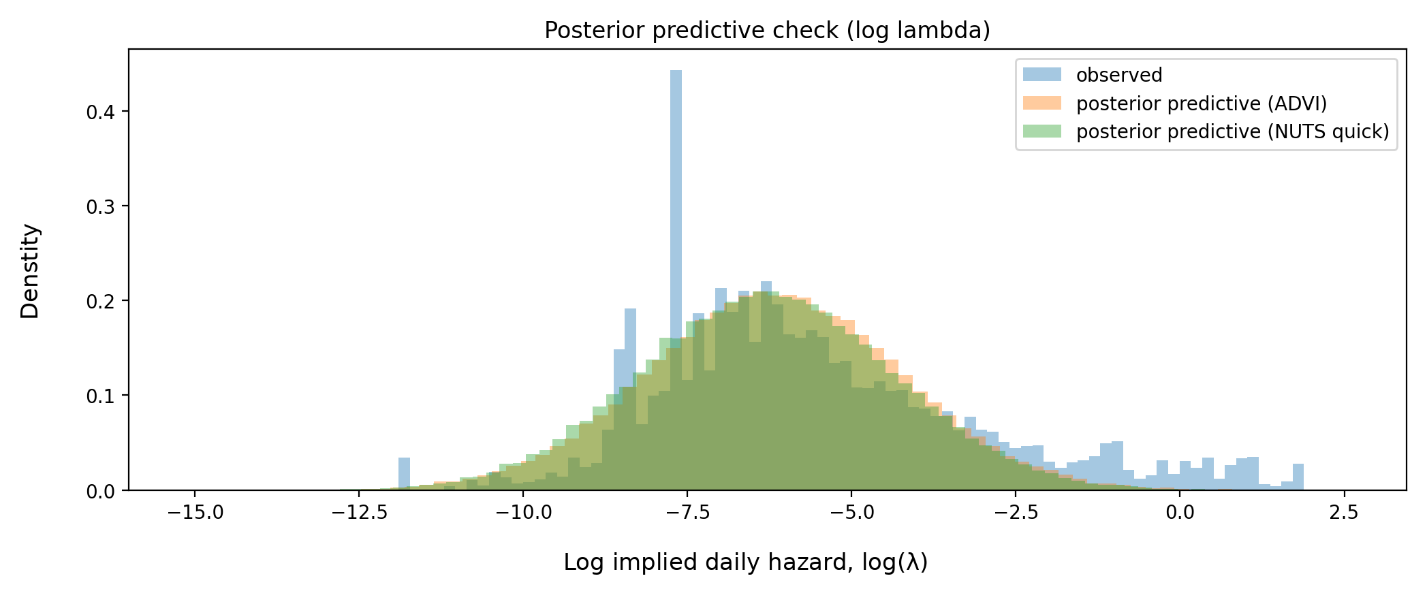 Posterior predictive check (log lambda)
observed
posterior predictive (ADVI)
posterior predictive (NUTS quick)
Denstity
0.4
0.3
0.2
0.1
0.0
−15.0 −12.5 −10.0 −7.5 −5.0 −2.5 0.0 2.5
Log implied daily hazard, log(λ)